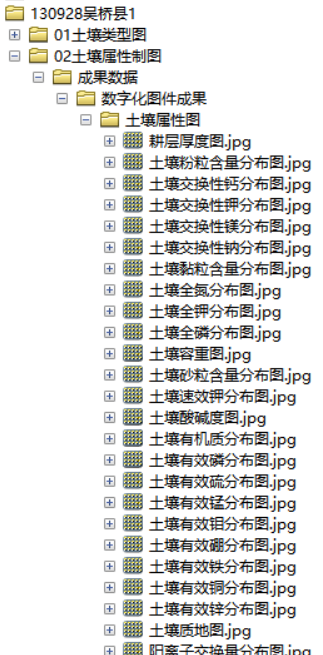 130928吴桥县1
01土壤类型图
02土壤属性制图
成果数据
数字化图件成果
土壤属性图
耕层厚度图.jpg
土壤粉粒含量分布图.jpg
土壤交换性钙分布图.jpg
土壤交换性钾分布图.jpg
土壤交换性镁分布图.jpg
土壤交换性钠分布图.jpg
土壤黏粒含量分布图.jpg
土壤全氮分布图.jpg
土壤全钾分布图.jpg
土壤全磷分布图.jpg
土壤容重图.jpg
土壤砂粒含量分布图.jpg
土壤速效钾分布图.jpg
土壤酸碱度图.jpg
土壤有机质分布图.jpg
土壤有效磷分布图.jpg
土壤有效硫分布图.jpg
土壤有效锰分布图.jpg
土壤有效钼分布图.jpg
土壤有效硼分布图.jpg
土壤有效铁分布图.jpg
土壤有效铜分布图.jpg
土壤有效锌分布图.jpg
土壤质地图.jpg
阳离子交换量分布图.jpg